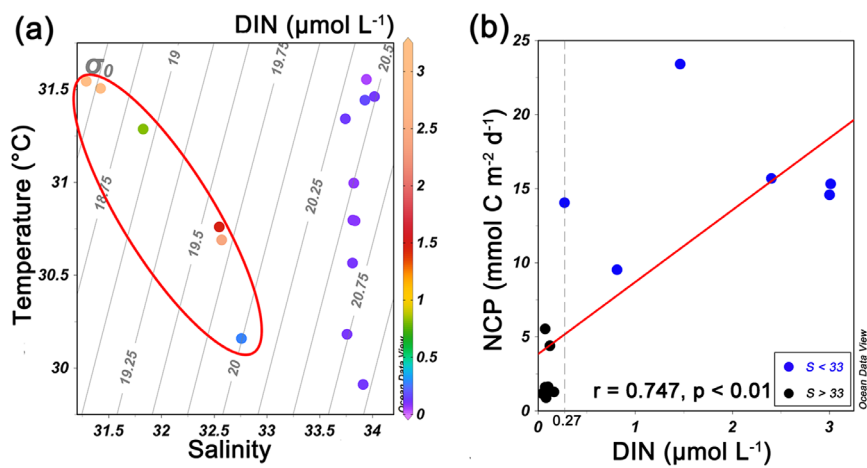 (a)
DIN (µmol L⁻¹)
σ₀
19
19.75
20.5
18.75
20.25
19.5
20.75
19.25
20
31.5
31
30.5
30
Temperature (°C)
31.5
32
32.5
33
33.5
34
Salinity
3
2.5
2
1.5
1
0.5
0
Ocean Data View
(b)
25
20
15
10
5
0
NCP (mmol C m⁻² d⁻¹)
r = 0.747, p < 0.01
S < 33
S > 33
0
0.27
1
2
3
DIN (µmol L⁻¹)
Ocean Data View